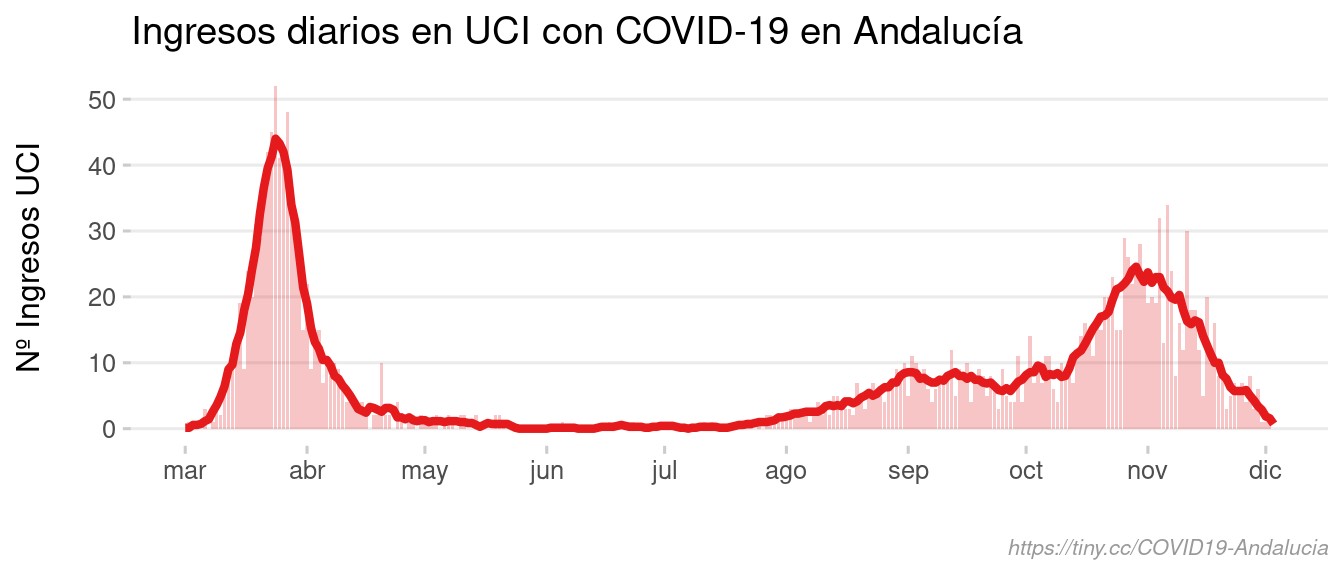 Ingresos diarios en UCI con COVID-19 en Andalucía
Nº Ingresos UCI
50
40
30
20
10
0
mar abr may jun jul ago sep oct nov dic
https://tiny.cc/COVID19-Andalucia